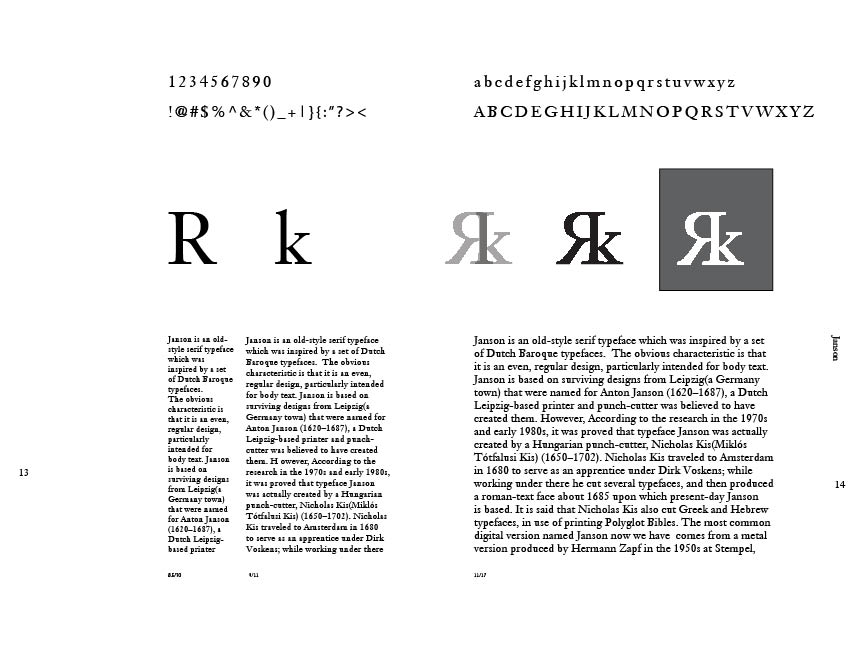 1234567890
!@#$%^&*()_+|}{:"?><
abcdefghijklmnopqrstuvwxyz
ABCDEFGHIJKLMNOPQRSTVWXYZ
R k
Rk
Rk
Rk
Janson is an old-
style serif typeface
which was
inspired by a set
of Dutch Baroque
typefaces.
The obvious
characteristic is
that it is an even,
regular design,
particularly
intended for
body text. Janson
is based on
surviving designs
from Leipzig(a
Germany town)
that were named
for Anton Janson
(1620–1687), a
Dutch Leipzig-
based printer
8.5/10
Janson is an old-style serif typeface
which was inspired by a set of Dutch
Baroque typefaces.  The obvious
characteristic is that it is an even,
regular design, particularly intended
for body text. Janson is based on
surviving designs from Leipzig(a
Germany town) that were named for
Anton Janson (1620–1687), a Dutch
Leipzig-based printer and punch-
cutter was believed to have created
them. H owever, According to the
research in the 1970s and early 1980s,
it was proved that typeface Janson
was actually created by a Hungarian
punch-cutter, Nicholas Kis(Miklós
Tótfalusi Kis) (1650–1702). Nicholas
Kis traveled to Amsterdam in 1680
to serve as an apprentice under Dirk
Voskens; while working under there
9/11
Janson is an old-style serif typeface which was inspired by a set
of Dutch Baroque typefaces.  The obvious characteristic is that
it is an even, regular design, particularly intended for body text.
Janson is based on surviving designs from Leipzig(a Germany
town) that were named for Anton Janson (1620–1687), a Dutch
Leipzig-based printer and punch-cutter was believed to have
created them. However, According to the research in the 1970s
and early 1980s, it was proved that typeface Janson was actually
created by a Hungarian punch-cutter, Nicholas Kis(Miklós
Tótfalusi Kis) (1650–1702). Nicholas Kis traveled to Amsterdam
in 1680 to serve as an apprentice under Dirk Voskens; while
working under there he cut several typefaces, and then produced
a roman-text face about 1685 upon which present-day Janson
is based. It is said that Nicholas Kis also cut Greek and Hebrew
typefaces, in use of printing Polyglot Bibles. The most common
digital version named Janson now we have  comes from a metal
version produced by Hermann Zapf in the 1950s at Stempel,
11/17
Janson
13
14